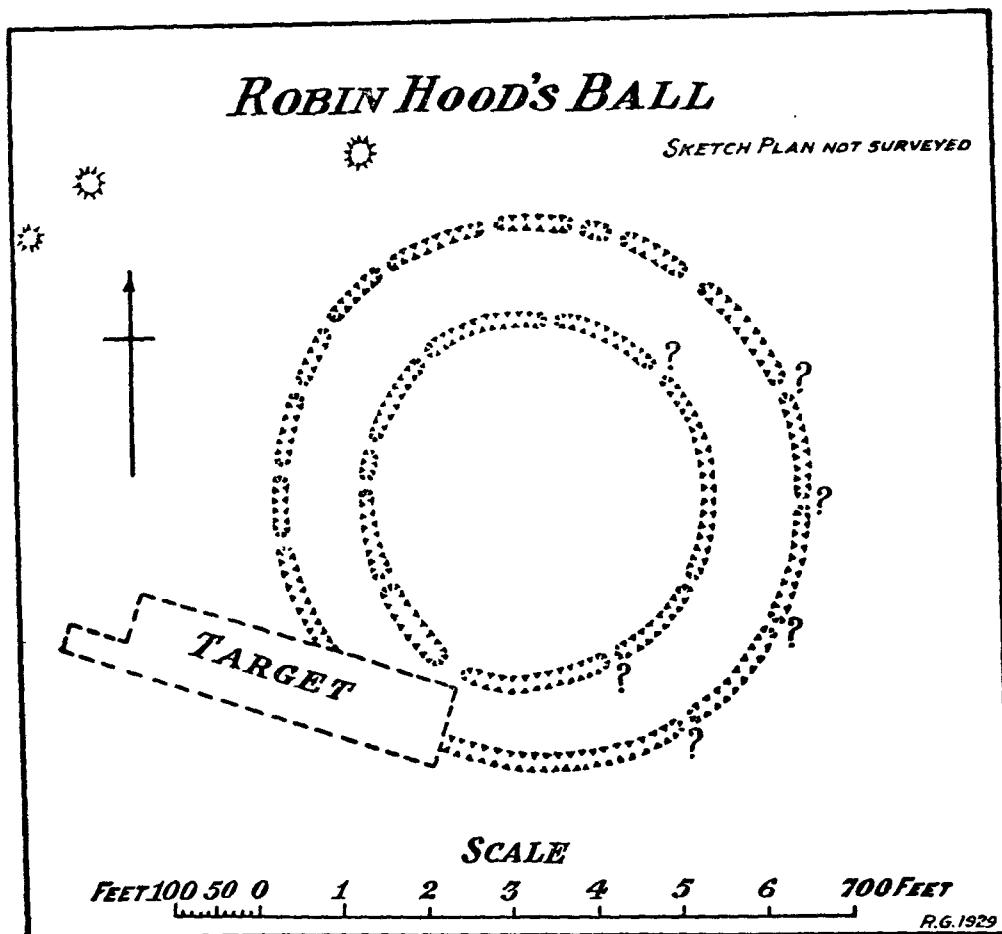 ROBIN HOOD'S BALL
SKETCH PLAN NOT SURVEYED
?
?
?
?
?
?
TARGET
SCALE
FEET 100 50 0 1 2 3 4 5 6 700 FEET
R.G. 1929